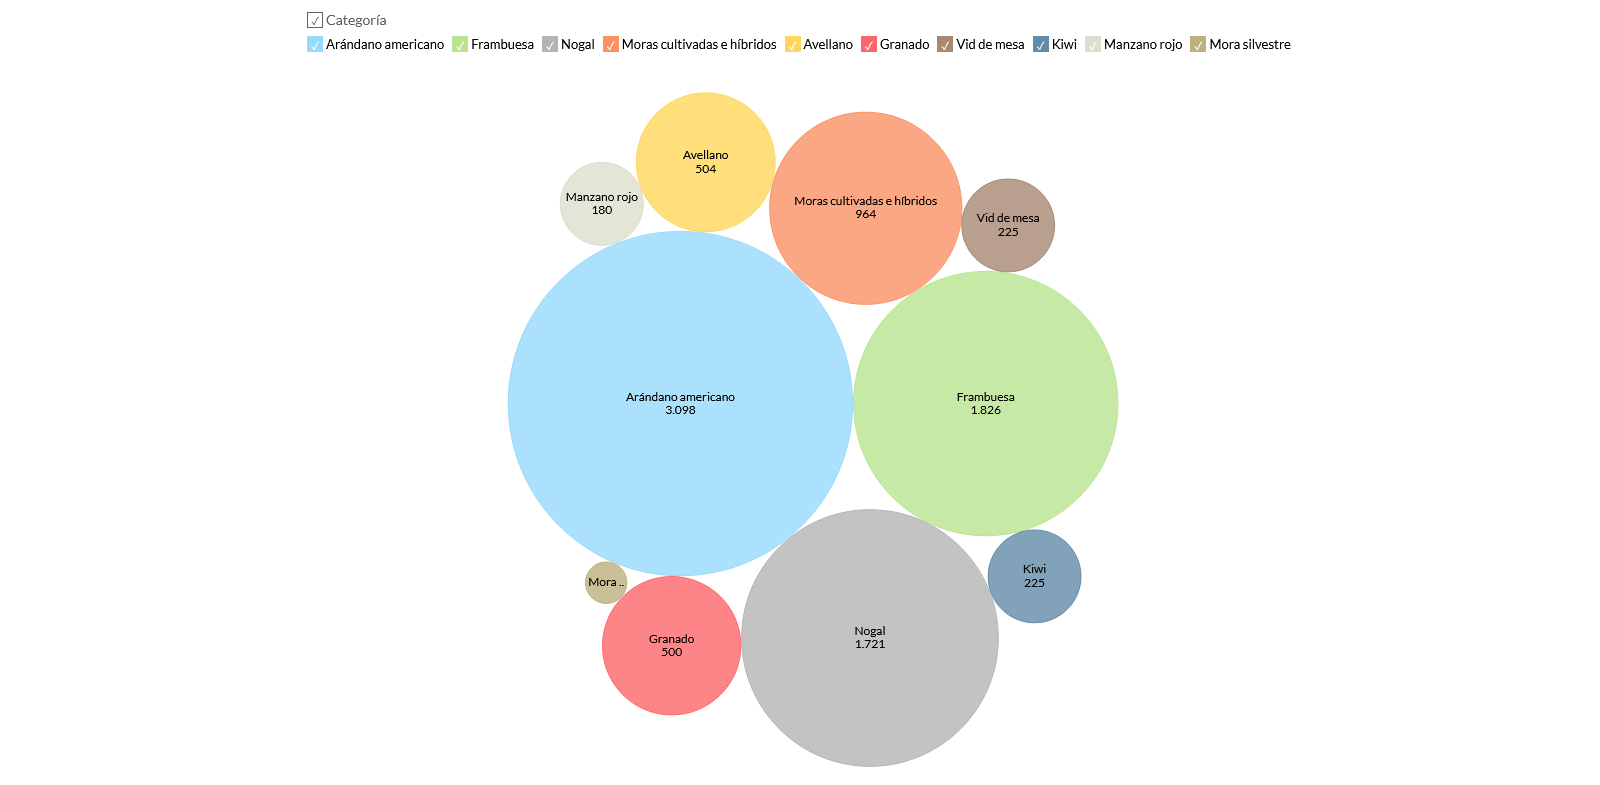 Categoría
Arándano americano Frambuesa Nogal Moras cultivadas e híbridos Avellano Granado Vid de mesa Kiwi Manzano rojo Mora silvestre
Avellano
504
Manzano rojo
180
Moras cultivadas e híbridos
964
Vid de mesa
225
Arándano americano
3.098
Frambuesa
1.826
Mora ..
Kiwi
225
Granado
500
Nogal
1.721